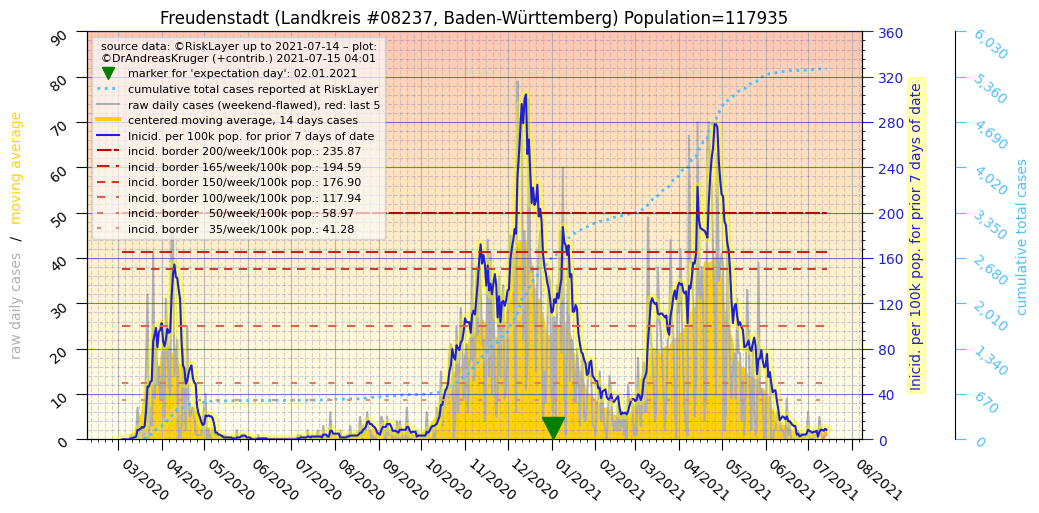 Freudenstadt (Landkreis #08237, Baden-Württemberg) Population=117935
source data: ©RiskLayer up to 2021-07-14 – plot:
©DrAndreasKruger (+contrib.) 2021-07-15 04:01
marker for 'expectation day': 02.01.2021
cumulative total cases reported at RiskLayer
raw daily cases (weekend-flawed), red: last 5
centered moving average, 14 days cases
Inicid. per 100k pop. for prior 7 days of date
incid. border 200/week/100k pop.: 235.87
incid. border 165/week/100k pop.: 194.59
incid. border 150/week/100k pop.: 176.90
incid. border 100/week/100k pop.: 117.94
incid. border 50/week/100k pop.: 58.97
incid. border 35/week/100k pop.: 41.28
raw daily cases / moving average
90
80
70
60
50
40
30
20
10
0
03/2020
04/2020
05/2020
06/2020
07/2020
08/2020
09/2020
10/2020
11/2020
12/2020
01/2021
02/2021
03/2021
04/2021
05/2021
06/2021
07/2021
08/2021
360
320
280
240
200
160
120
80
40
0
Inicid. per 100k pop. for prior 7 days of date
6,030
5,360
4,690
4,020
3,350
2,680
2,010
1,340
670
0
cumulative total cases